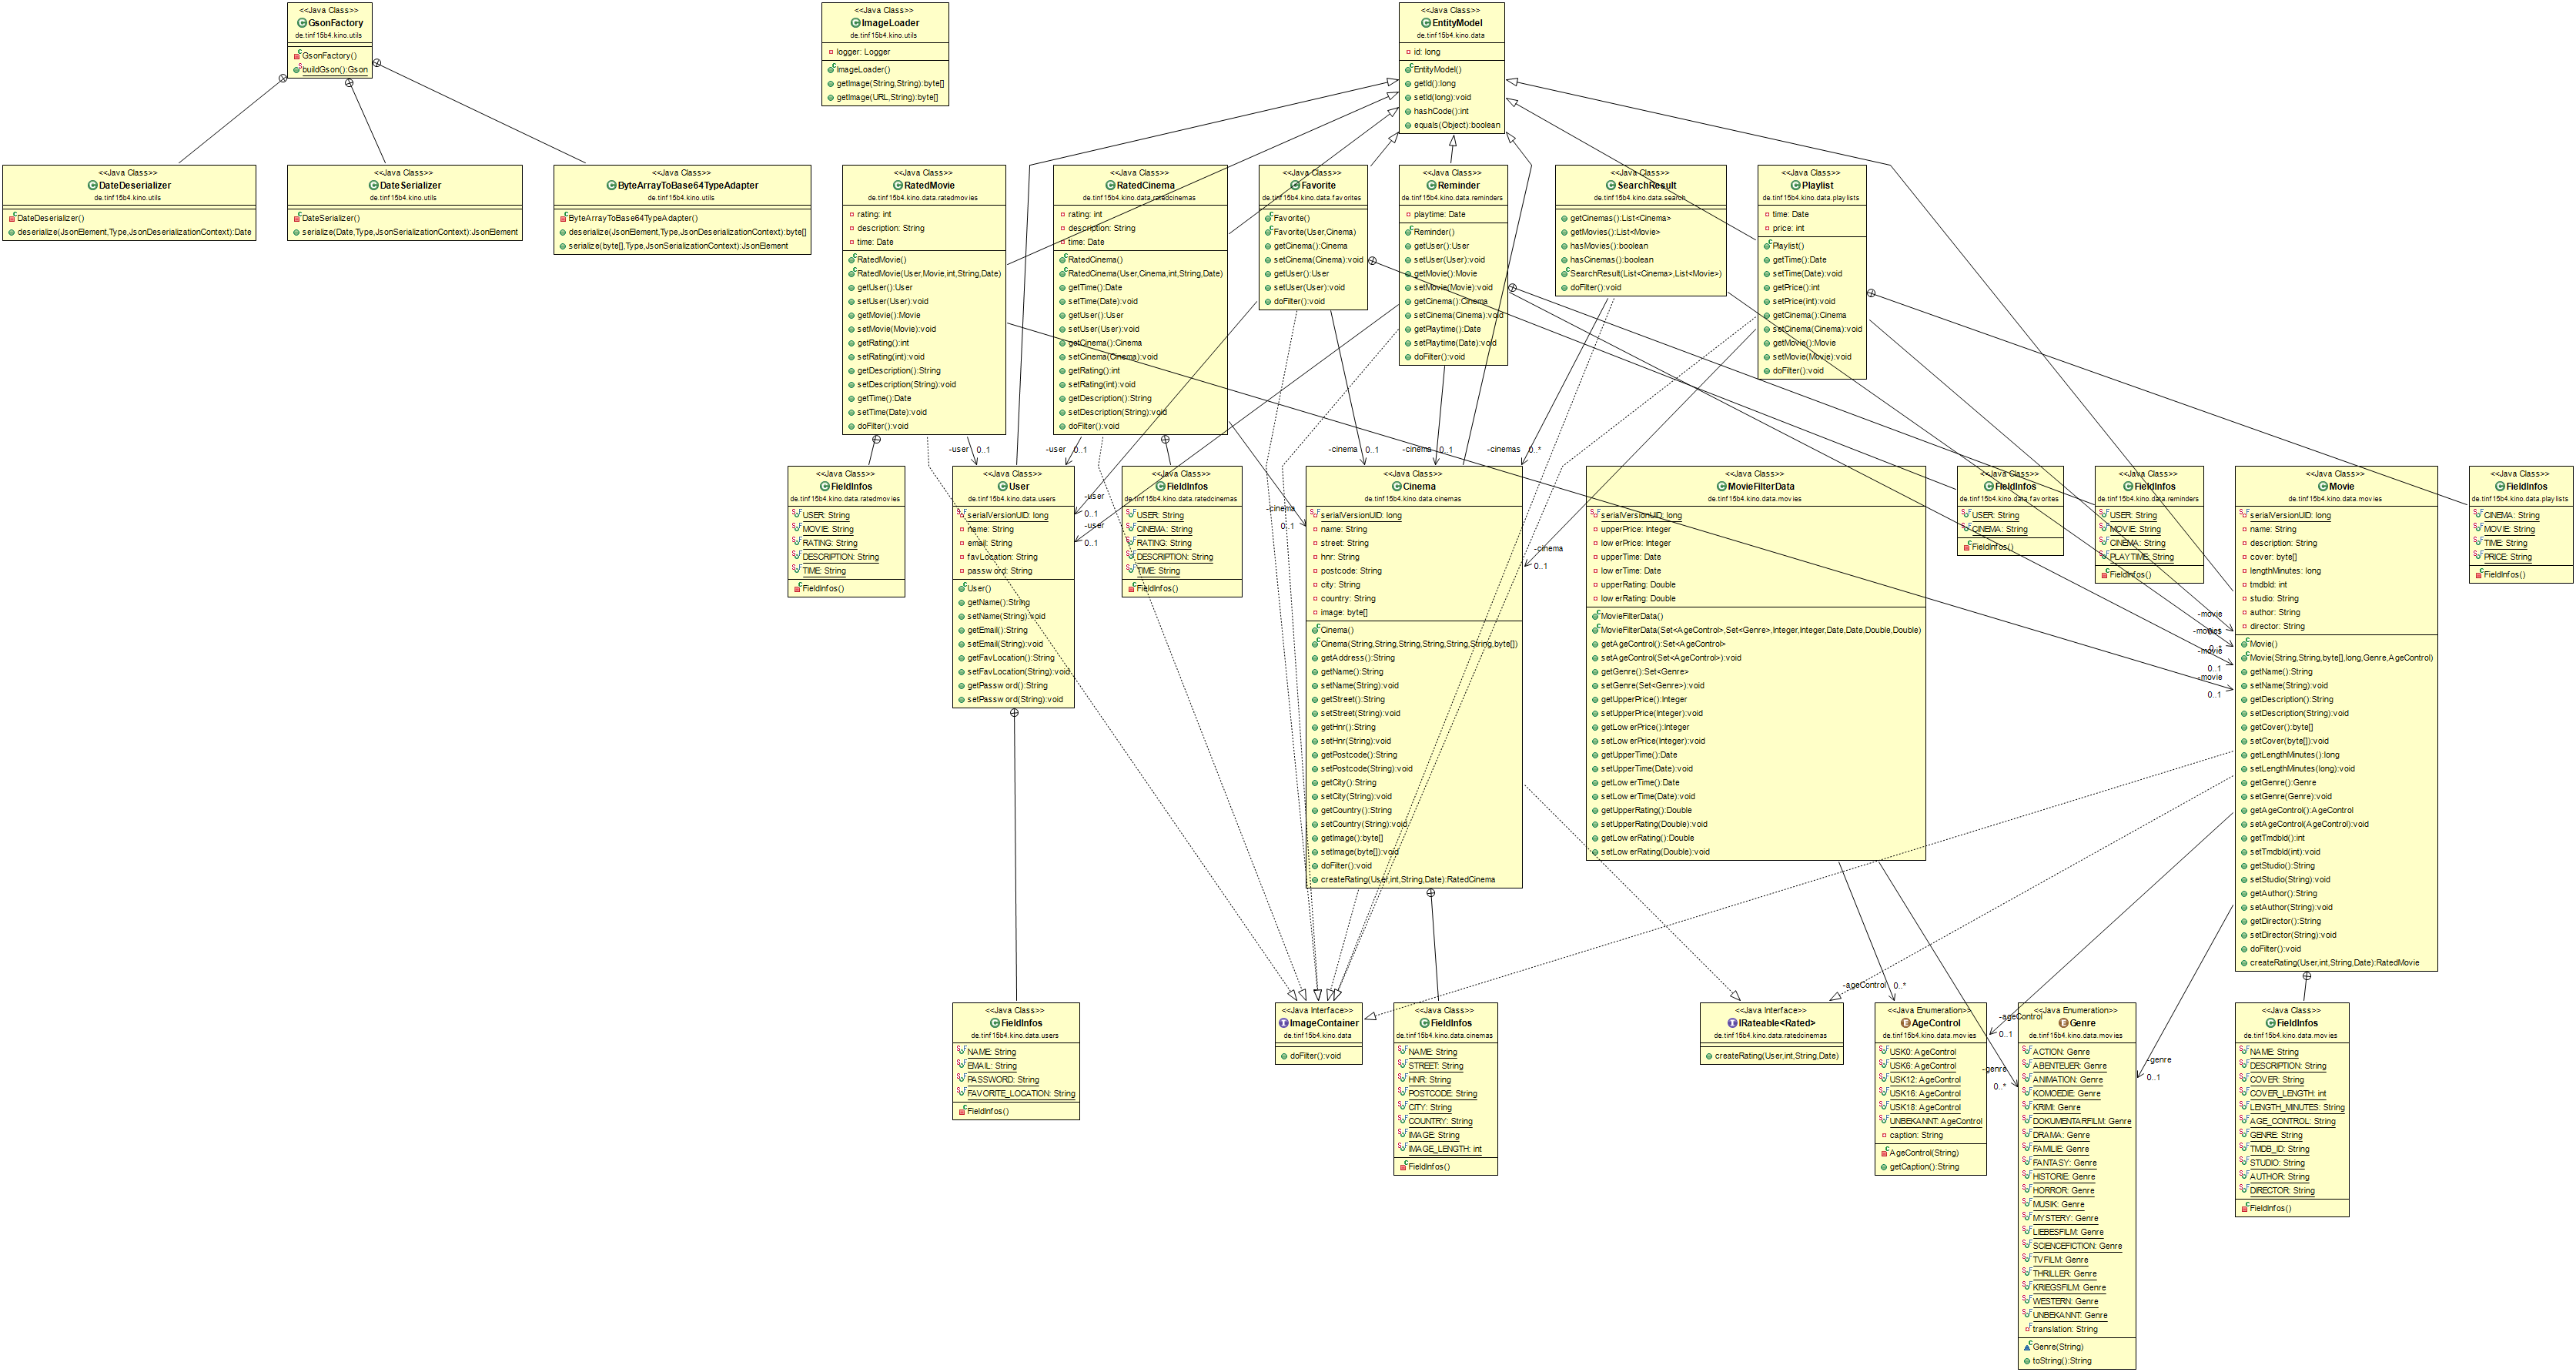 <<Java Class>>
GsonFactory
de.tinf15b4.kino.utils
GsonFactory()
buildGson():Gson
<<Java Class>>
ImageLoader
de.tinf15b4.kino.utils
logger: Logger
ImageLoader()
getImage(String,String):byte[]
getImage(URL,String):byte[]
<<Java Class>>
EntityModel
de.tinf15b4.kino.data
id: long
EntityModel()
getId():long
setId(long):void
hashCode():int
equals(Object):boolean
<<Java Class>>
DateDeserializer
de.tinf15b4.kino.utils
DateDeserializer()
deserialize(JsonElement,Type,JsonDeserializationContext):Date
<<Java Class>>
DateSerializer
de.tinf15b4.kino.utils
DateSerializer()
serialize(Date,Type,JsonSerializationContext):JsonElement
<<Java Class>>
ByteArrayToBase64TypeAdapter
de.tinf15b4.kino.utils
ByteArrayToBase64TypeAdapter()
deserialize(JsonElement,Type,JsonDeserializationContext):byte[]
serialize(byte[],Type,JsonSerializationContext):JsonElement
<<Java Class>>
RatedMovie
de.tinf15b4.kino.data.ratedmovies
rating: int
description: String
time: Date
RatedMovie()
RatedMovie(User,Movie,int,String,Date)
getUser():User
setUser(User):void
getMovie():Movie
setMovie(Movie):void
getRating():int
setRating(int):void
getDescription():String
setDescription(String):void
getTime():Date
setTime(Date):void
doFilter():void
<<Java Class>>
RatedCinema
de.tinf15b4.kino.data.ratedcinemas
rating: int
description: String
time: Date
RatedCinema()
RatedCinema(User,Cinema,int,String,Date)
getTime():Date
setTime(Date):void
getUser():User
setUser(User):void
getCinema():Cinema
setCinema(Cinema):void
getRating():int
setRating(int):void
getDescription():String
setDescription(String):void
doFilter():void
<<Java Class>>
Favorite
de.tinf15b4.kino.data.favorites
Favorite()
Favorite(User,Cinema)
getCinema():Cinema
setCinema(Cinema):void
getUser():User
setUser(User):void
doFilter():void
<<Java Class>>
Reminder
de.tinf15b4.kino.data.reminders
playtime: Date
Reminder()
getUser():User
setUser(User):void
getMovie():Movie
setMovie(Movie):void
getCinema():Cinema
setCinema(Cinema):void
getPlaytime():Date
setPlaytime(Date):void
doFilter():void
<<Java Class>>
SearchResult
de.tinf15b4.kino.data.search
getCinemas():List<Cinema>
getMovies():List<Movie>
hasMovies():boolean
hasCinemas():boolean
SearchResult(List<Cinema>,List<Movie>)
doFilter():void
<<Java Class>>
Playlist
de.tinf15b4.kino.data.playlists
time: Date
price: int
Playlist()
getTime():Date
setTime(Date):void
getPrice():int
setPrice(int):void
getCinema():Cinema
setCinema(Cinema):void
getMovie():Movie
setMovie(Movie):void
doFilter():void
-user 0..1
-user 0..1
-cinema 0..1
-cinema 0..1
-cinemas 0..*
<<Java Class>>
FieldInfos
de.tinf15b4.kino.data.ratedmovies
USER: String
MOVIE: String
RATING: String
DESCRIPTION: String
TIME: String
FieldInfos()
<<Java Class>>
User
de.tinf15b4.kino.data.users
serialVersionUID: long
name: String
email: String
favLocation: String
password: String
User()
getName():String
setName(String):void
getEmail():String
setEmail(String):void
getFavLocation():String
setFavLocation(String):void
getPassword():String
setPassword(String):void
-user
0..1
-user
0..1
<<Java Class>>
FieldInfos
de.tinf15b4.kino.data.ratedcinemas
USER: String
CINEMA: String
RATING: String
DESCRIPTION: String
TIME: String
FieldInfos()
-cinema
0..1
<<Java Class>>
Cinema
de.tinf15b4.kino.data.cinemas
serialVersionUID: long
name: String
street: String
hnr: String
postcode: String
city: String
country: String
image: byte[]
Cinema()
Cinema(String,String,String,String,String,String,byte[])
getAddress():String
getName():String
setName(String):void
getStreet():String
setStreet(String):void
getHnr():String
setHnr(String):void
getPostcode():String
setPostcode(String):void
getCity():String
setCity(String):void
getCountry():String
setCountry(String):void
getImage():byte[]
setImage(byte[]):void
doFilter():void
createRating(User,int,String,Date):RatedCinema
-cinema
0..1
<<Java Class>>
MovieFilterData
de.tinf15b4.kino.data.movies
serialVersionUID: long
upperPrice: Integer
lowerPrice: Integer
upperTime: Date
lowerTime: Date
upperRating: Double
lowerRating: Double
MovieFilterData()
MovieFilterData(Set<AgeControl>,Set<Genre>,Integer,Integer,Date,Date,Double,Double)
getAgeControl():Set<AgeControl>
setAgeControl(Set<AgeControl>):void
getGenre():Set<Genre>
setGenre(Set<Genre>):void
getUpperPrice():Integer
setUpperPrice(Integer):void
getLowerPrice():Integer
setLowerPrice(Integer):void
getUpperTime():Date
setUpperTime(Date):void
getLowerTime():Date
setLowerTime(Date):void
getUpperRating():Double
setUpperRating(Double):void
getLowerRating():Double
setLowerRating(Double):void
<<Java Class>>
FieldInfos
de.tinf15b4.kino.data.favorites
USER: String
CINEMA: String
FieldInfos()
<<Java Class>>
FieldInfos
de.tinf15b4.kino.data.reminders
USER: String
MOVIE: String
CINEMA: String
PLAYTIME: String
FieldInfos()
-movie
-movies
-movie
0..1
-movie
0..1
<<Java Class>>
Movie
de.tinf15b4.kino.data.movies
serialVersionUID: long
name: String
description: String
cover: byte[]
lengthMinutes: long
tmdbId: int
studio: String
author: String
director: String
Movie()
Movie(String,String,byte[],long,Genre,AgeControl)
getName():String
setName(String):void
getDescription():String
setDescription(String):void
getCover():byte[]
setCover(byte[]):void
getLengthMinutes():long
setLengthMinutes(long):void
getGenre():Genre
setGenre(Genre):void
getAgeControl():AgeControl
setAgeControl(AgeControl):void
getTmdbId():int
setTmdbId(int):void
getStudio():String
setStudio(String):void
getAuthor():String
setAuthor(String):void
getDirector():String
setDirector(String):void
doFilter():void
createRating(User,int,String,Date):RatedMovie
<<Java Class>>
FieldInfos
de.tinf15b4.kino.data.playlists
CINEMA: String
MOVIE: String
TIME: String
PRICE: String
FieldInfos()
<<Java Class>>
FieldInfos
de.tinf15b4.kino.data.users
NAME: String
EMAIL: String
PASSWORD: String
FAVORITE_LOCATION: String
FieldInfos()
<<Java Interface>>
ImageContainer
de.tinf15b4.kino.data
doFilter():void
<<Java Class>>
FieldInfos
de.tinf15b4.kino.data.cinemas
NAME: String
STREET: String
HNR: String
POSTCODE: String
CITY: String
COUNTRY: String
IMAGE: String
IMAGE_LENGTH: int
FieldInfos()
<<Java Interface>>
IRateable<Rated>
de.tinf15b4.kino.data.ratedcinemas
createRating(User,int,String,Date)
-ageControl 0..*
<<Java Enumeration>>
AgeControl
de.tinf15b4.kino.data.movies
USK0: AgeControl
USK6: AgeControl
USK12: AgeControl
USK16: AgeControl
USK18: AgeControl
UNBEKANNT: AgeControl
caption: String
AgeControl(String)
getCaption():String
-ageControl
0..1
-genre
0..*
<<Java Enumeration>>
Genre
de.tinf15b4.kino.data.movies
ACTION: Genre
ABENTEUER: Genre
ANIMATION: Genre
KOMOEDIE: Genre
KRIMI: Genre
DOKUMENTARFILM: Genre
DRAMA: Genre
FAMILIE: Genre
FANTASY: Genre
HISTORIE: Genre
HORROR: Genre
MUSIK: Genre
MYSTERY: Genre
LIEBESFILM: Genre
SCIENCEFICTION: Genre
TVFILM: Genre
THRILLER: Genre
KRIEGSFILM: Genre
WESTERN: Genre
UNBEKANNT: Genre
translation: String
Genre(String)
toString():String
-genre
0..1
<<Java Class>>
FieldInfos
de.tinf15b4.kino.data.movies
NAME: String
DESCRIPTION: String
COVER: String
COVER_LENGTH: int
LENGTH_MINUTES: String
AGE_CONTROL: String
GENRE: String
TMDB_ID: String
STUDIO: String
AUTHOR: String
DIRECTOR: String
FieldInfos()